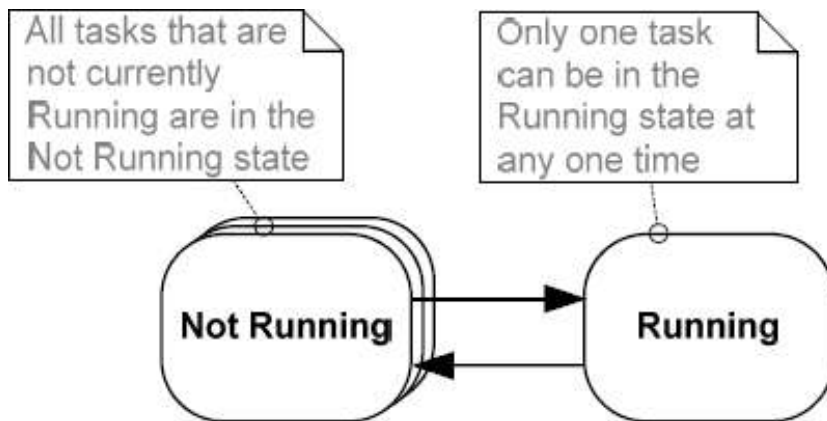 All tasks that are
not currently
Running are in the
Not Running state
Only one task
can be in the
Running state at
any one time
Not Running
Running